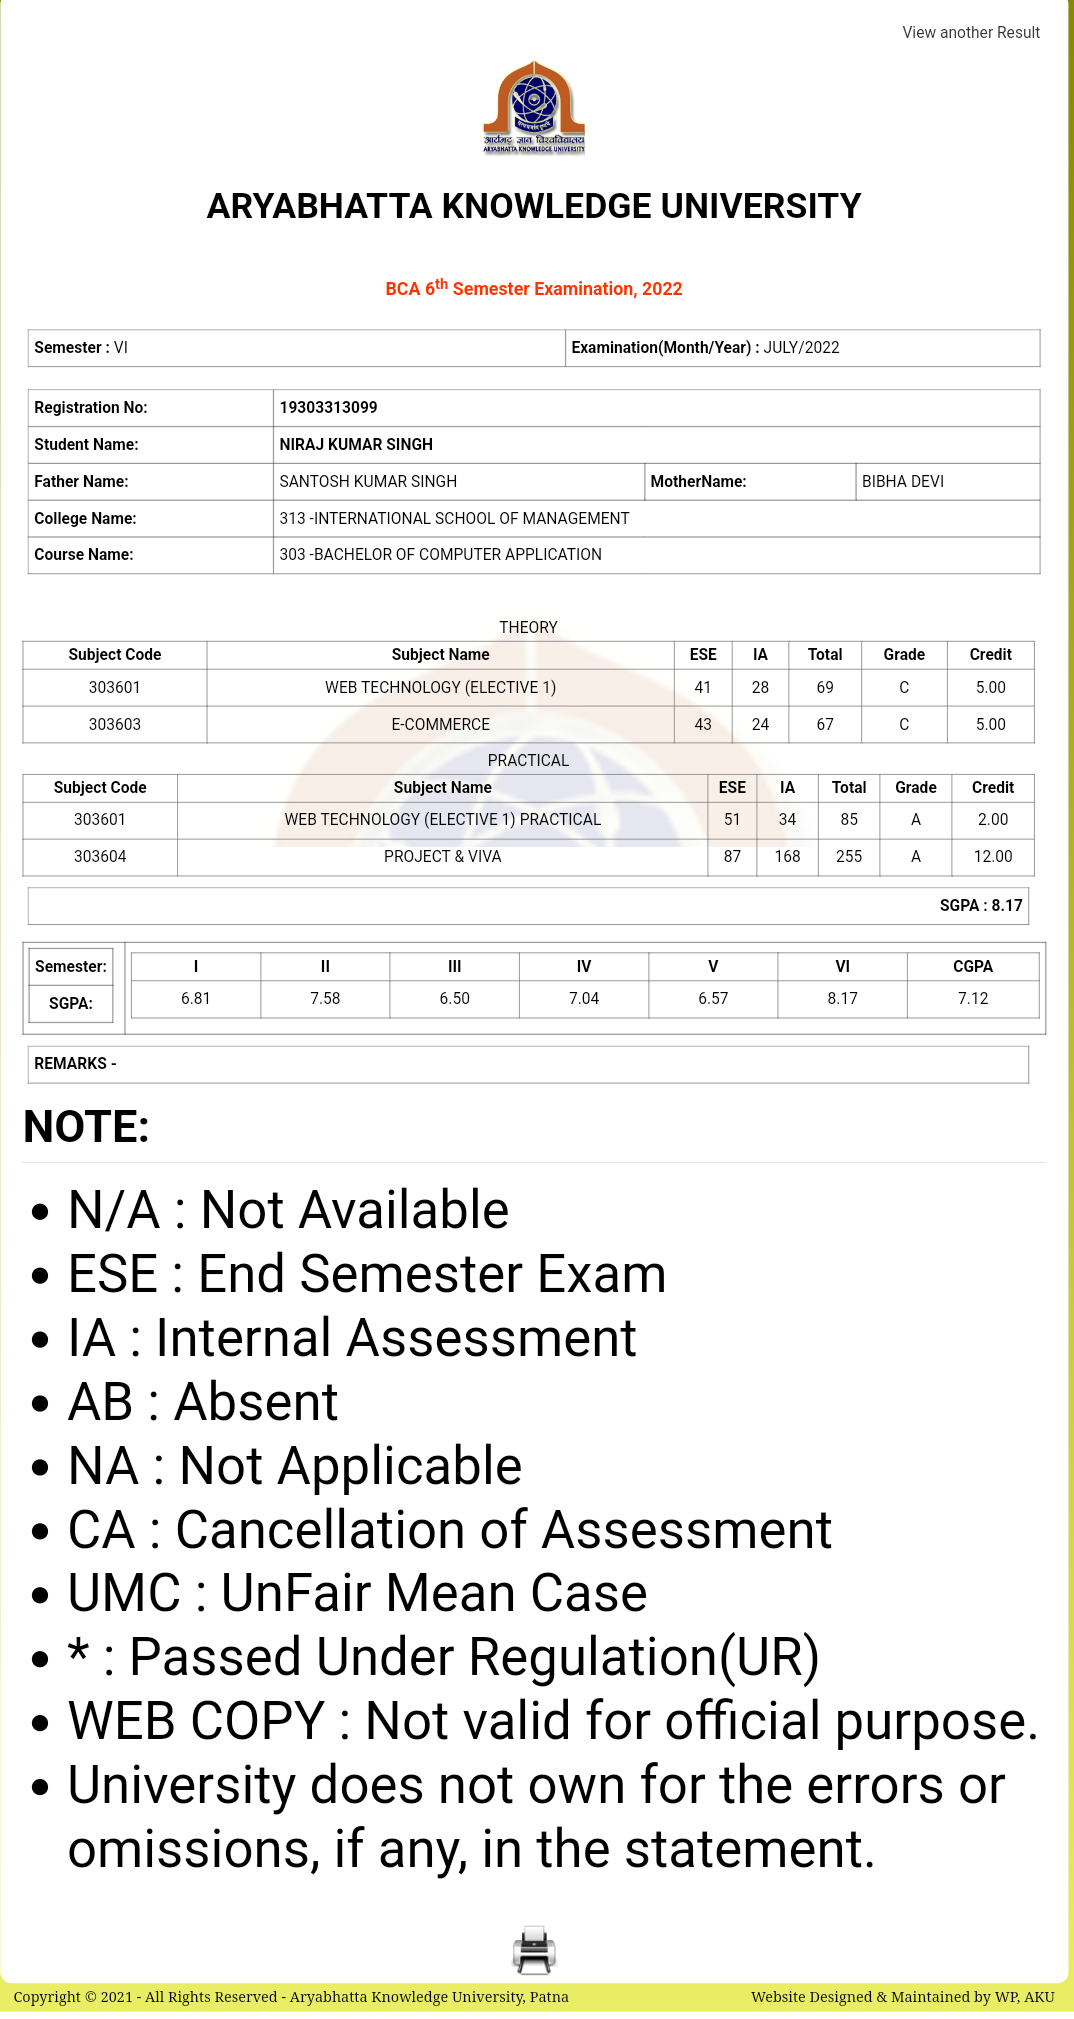 View another Result
आर्यभट्ट ज्ञान विश्वविद्यालय
ARYABHATTA KNOWLEDGE UNIVERSITY
ARYABHATTA KNOWLEDGE UNIVERSITY
BCA 6th Semester Examination, 2022
Semester : VI Examination(Month/Year) : JULY/2022
Registration No: 19303313099
Student Name: NIRAJ KUMAR SINGH
Father Name: SANTOSH KUMAR SINGH MotherName: BIBHA DEVI
College Name: 313 -INTERNATIONAL SCHOOL OF MANAGEMENT
Course Name: 303 -BACHELOR OF COMPUTER APPLICATION
THEORY
Subject Code Subject Name ESE IA Total Grade Credit
303601 WEB TECHNOLOGY (ELECTIVE 1) 41 28 69 C 5.00
303603 E-COMMERCE 43 24 67 C 5.00
PRACTICAL
Subject Code Subject Name ESE IA Total Grade Credit
303601 WEB TECHNOLOGY (ELECTIVE 1) PRACTICAL 51 34 85 A 2.00
303604 PROJECT & VIVA 87 168 255 A 12.00
SGPA : 8.17
Semester: I II III IV V VI CGPA
SGPA: 6.81 7.58 6.50 7.04 6.57 8.17 7.12
REMARKS -
NOTE:
• N/A : Not Available
• ESE : End Semester Exam
• IA : Internal Assessment
• AB : Absent
• NA : Not Applicable
• CA : Cancellation of Assessment
• UMC : UnFair Mean Case
• * : Passed Under Regulation(UR)
• WEB COPY : Not valid for official purpose.
• University does not own for the errors or
omissions, if any, in the statement.
Copyright © 2021 - All Rights Reserved - Aryabhatta Knowledge University, Patna Website Designed & Maintained by WP, AKU